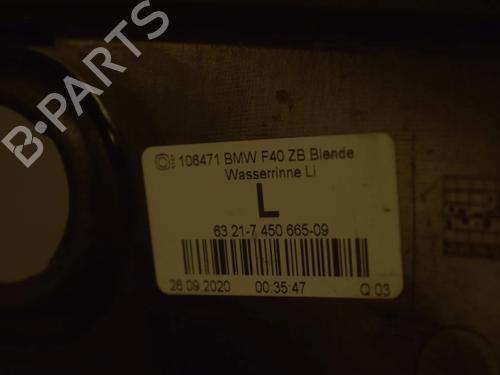 B-PARTS
106471 BMW F40 ZB Blende
Wasserrinne Li
L
63.21-7 450 665-09
26.09.2020 00:35:47 Q 03